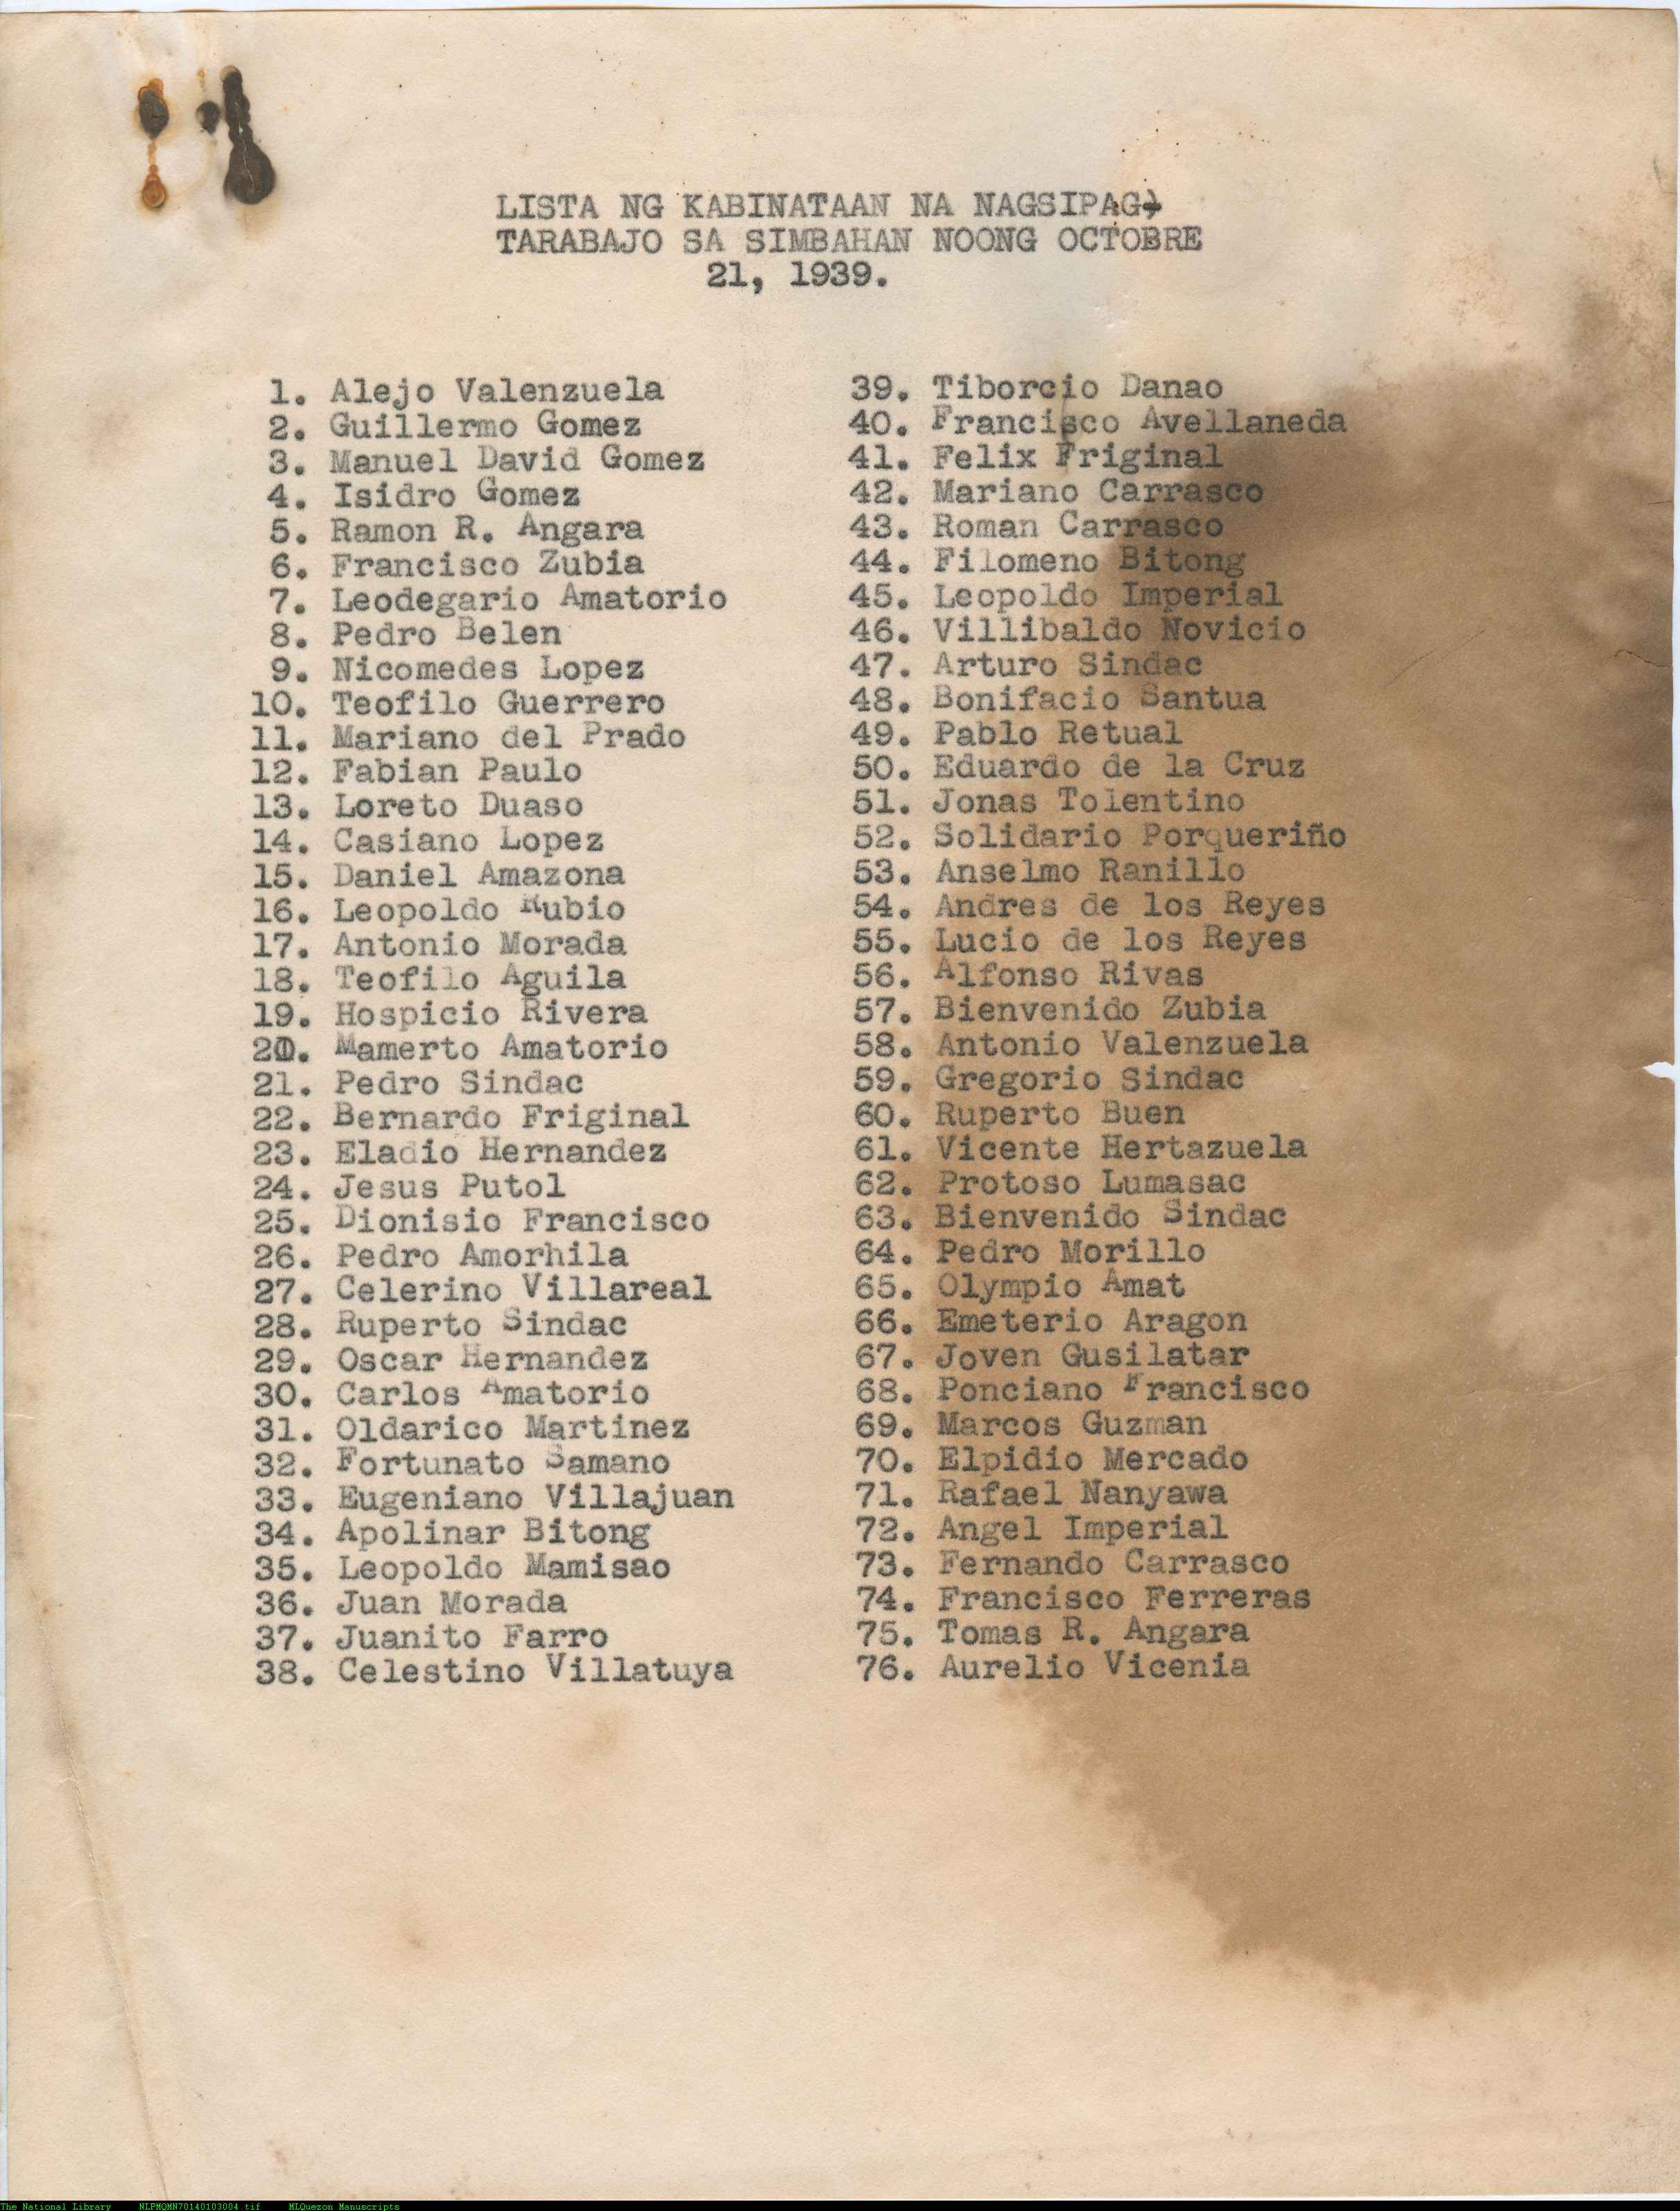 LISTA NG KABINATAAN NA NAGSIPAG-
TARABAJO SA SIMBAHAN NOONG OCTOBRE
21, 1939.
1. Alejo Valenzuela
2. Guillermo Gomez
3. Manuel David Gomez
4. Isidro Gomez
5. Ramon R. Angara
6. Francisco Zubia
7. Leodegario Amatorio
8. Pedro Belen
9. Nicomedes Lopez
10. Teofilo Guerrero
11. Mariano del Prado
12. Fabian Paulo
13. Loreto Duaso
14. Casiano Lopez
15. Daniel Amazona
16. Leopoldo Rubio
17. Antonio Morada
18. Teofilo Aguila
19. Hospicio Rivera
20. Mamerto Amatorio
21. Pedro Sindac
22. Bernardo Friginal
23. Eladio Hernandez
24. Jesus Putol
25. Dionisio Francisco
26. Pedro Amorhila
27. Celerino Villareal
28. Ruperto Sindac
29. Oscar Hernandez
30. Carlos Amatorio
31. Oldarico Martinez
32. Fortunato Samano
33. Eugeniano Villajuan
34. Apolinar Bitong
35. Leopoldo Mamisao
36. Juan Morada
37. Juanito Farro
38. Celestino Villatuya
39. Tiborcio Danao
40. Francisco Avellaneda
41. Felix Friginal
42. Mariano Carrasco
43. Roman Carrasco
44. Filomeno Bitong
45. Leopoldo Imperial
46. Villibaldo Novicio
47. Arturo Sindac
48. Bonifacio Santua
49. Pablo Retual
50. Eduardo de la Cruz
51. Jonas Tolentino
52. Solidario Porqueriño
53. Anselmo Ranillo
54. Andres de los Reyes
55. Lucio de los Reyes
56. Alfonso Rivas
57. Bienvenido Zubia
58. Antonio Valenzuela
59. Gregorio Sindac
60. Ruperto Buen
61. Vicente Hertazuela
62. Protoso Lumasac
63. Bienvenido Sindac
64. Pedro Morillo
65. Olympio Amat
66. Emeterio Aragon
67. Joven Gusilatar
68. Ponciano Francisco
69. Marcos Guzman
70. Elpidio Mercado
71. Rafael Nanyawa
72. Angel Imperial
73. Fernando Carrasco
74. Francisco Ferreras
75. Tomas R. Angara
76. Aurelio Vicenia
The National Library NLPMQMN70140103004.tif MLQuezon Manuscripts